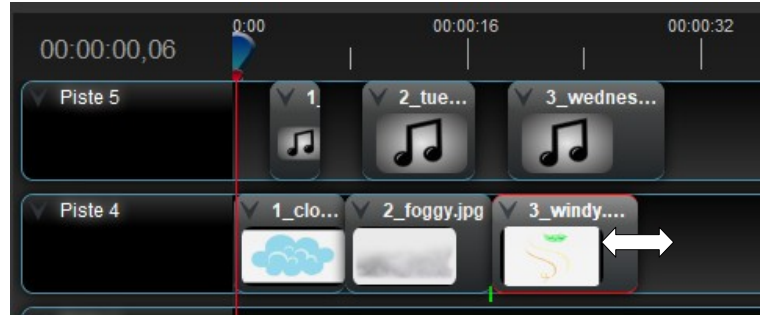 0:00 00:00:16 00:00:32
00:00:00,06
Piste 5 1_ 2_tue... 3_wednes...
Piste 4 1_clo... 2_foggy.jpg 3_windy....